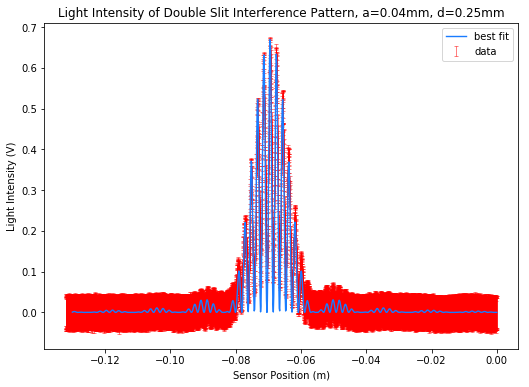 Light Intensity of Double Slit Interference Pattern, a=0.04mm, d=0.25mm
best fit
data
0.7
0.6
0.5
0.4
0.3
0.2
0.1
0.0
Light Intensity (V)
−0.12 −0.10 −0.08 −0.06 −0.04 −0.02 0.00
Sensor Position (m)